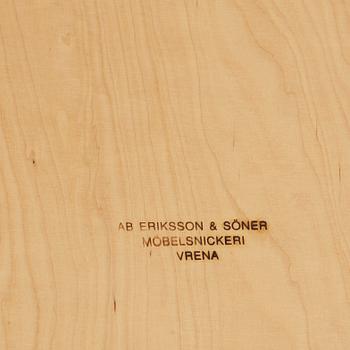 AB ERIKSSON & SÖNER
MÖBELSNICKERI
VRENA